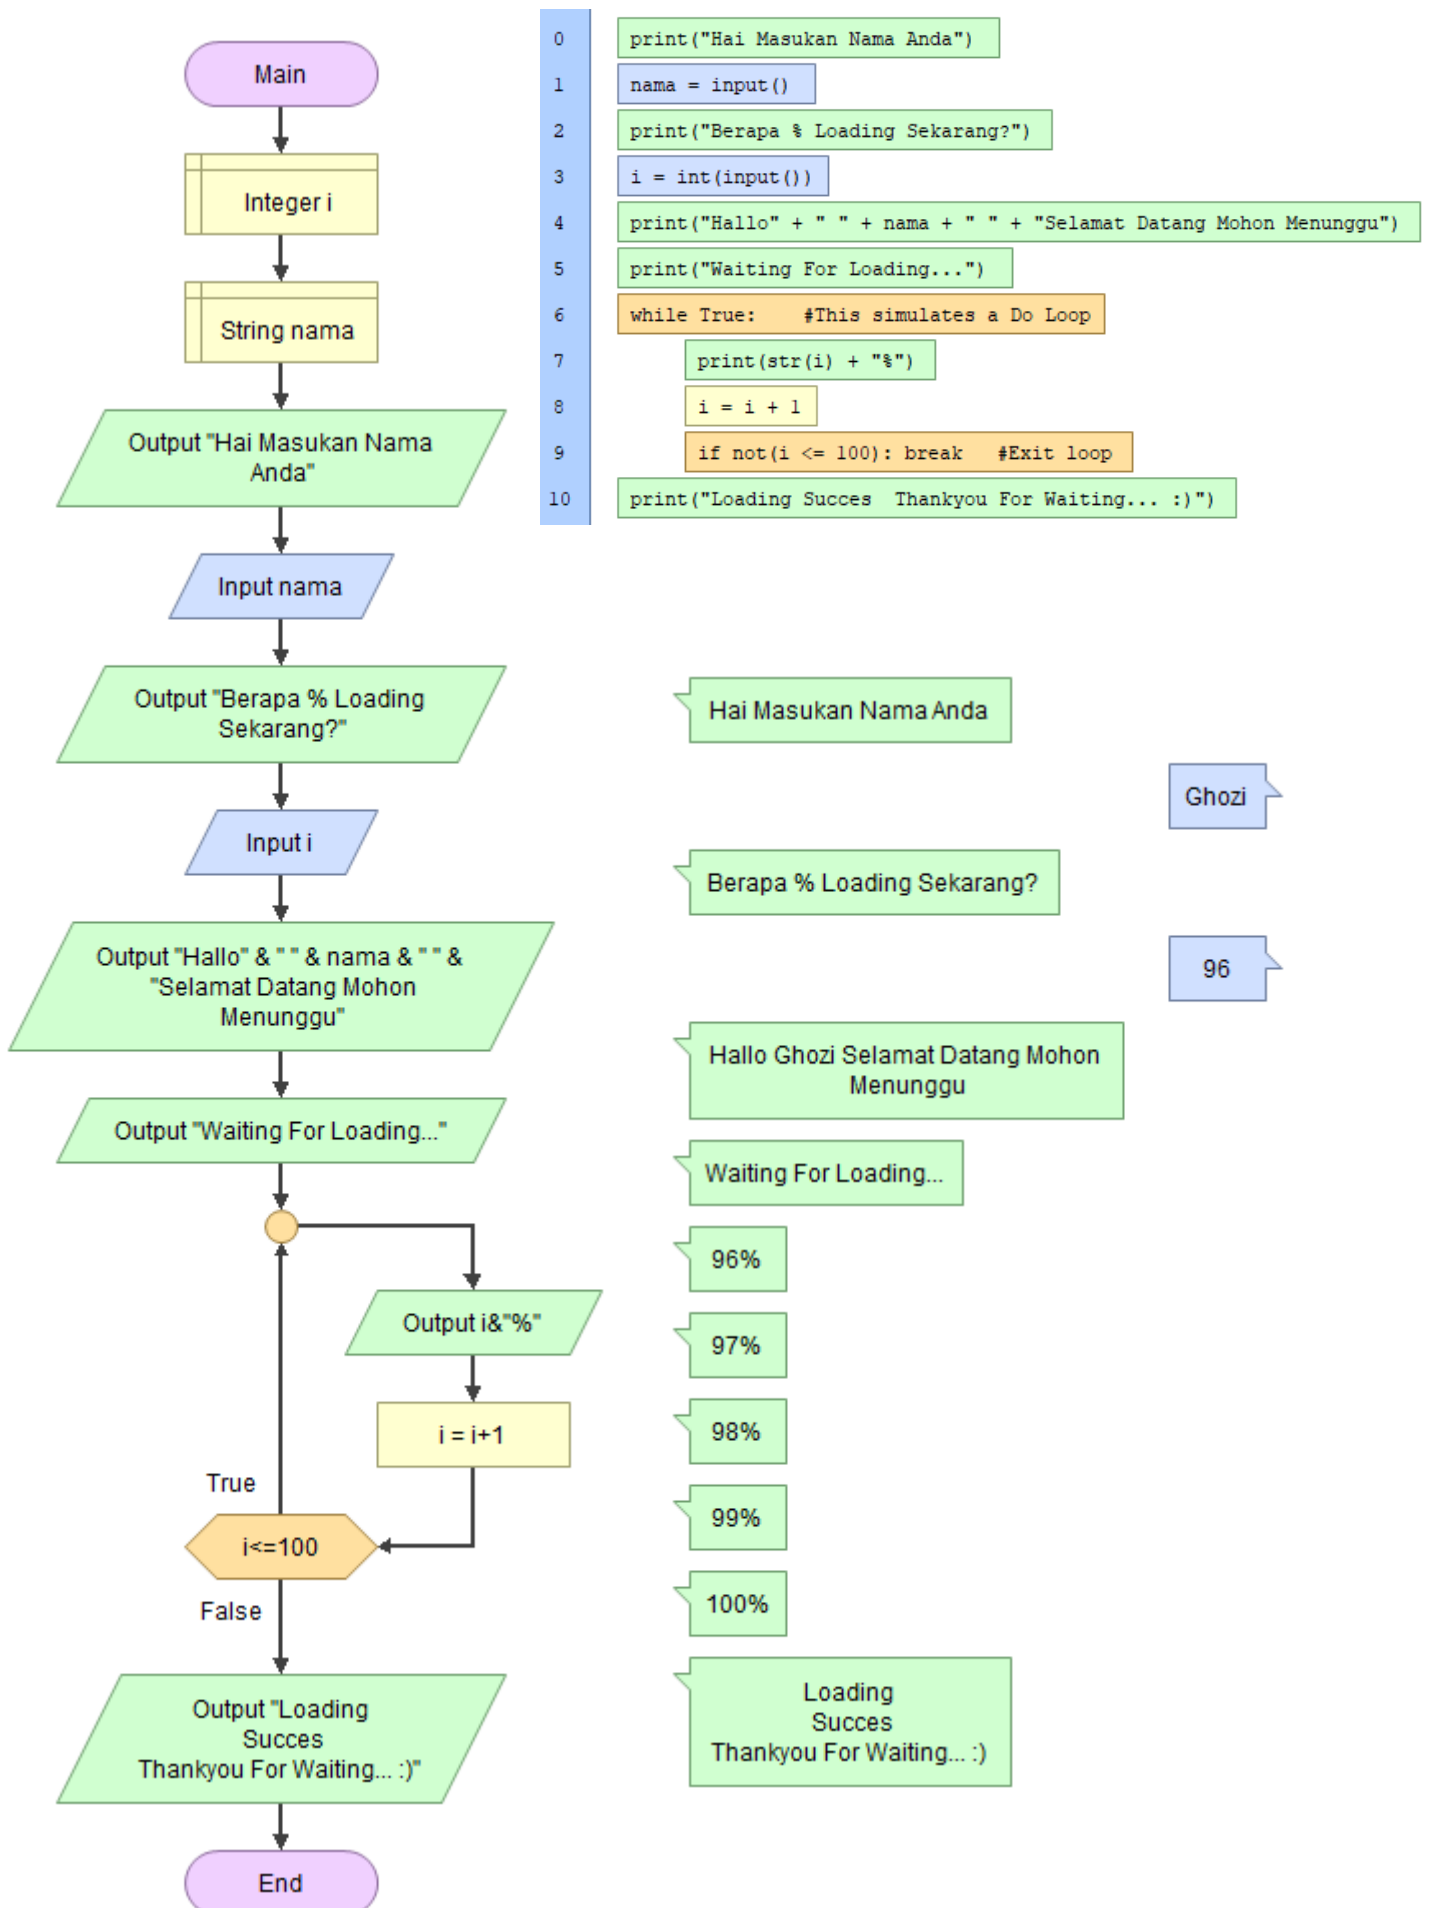 Main
Integer i
String nama
Output "Hai Masukan Nama
Anda"
Input nama
Output "Berapa % Loading
Sekarang?"
Input i
Output "Hallo" & " " & nama & " " &
"Selamat Datang Mohon
Menunggu"
Output "Waiting For Loading..."
Output i&"%"
i = i+1
True
i<=100
False
Output "Loading
Succes
Thankyou For Waiting... :)"
End
0 print("Hai Masukan Nama Anda")
1 nama = input()
2 print("Berapa % Loading Sekarang?")
3 i = int(input())
4 print("Hallo" + " " + nama + " " + "Selamat Datang Mohon Menunggu")
5 print("Waiting For Loading...")
6 while True:    #This simulates a Do Loop
7 print(str(i) + "%")
8 i = i + 1
9 if not(i <= 100): break   #Exit loop
10 print("Loading Succes  Thankyou For Waiting... :)")
Hai Masukan Nama Anda
Ghozi
Berapa % Loading Sekarang?
96
Hallo Ghozi Selamat Datang Mohon
Menunggu
Waiting For Loading...
96%
97%
98%
99%
100%
Loading
Succes
Thankyou For Waiting... :)